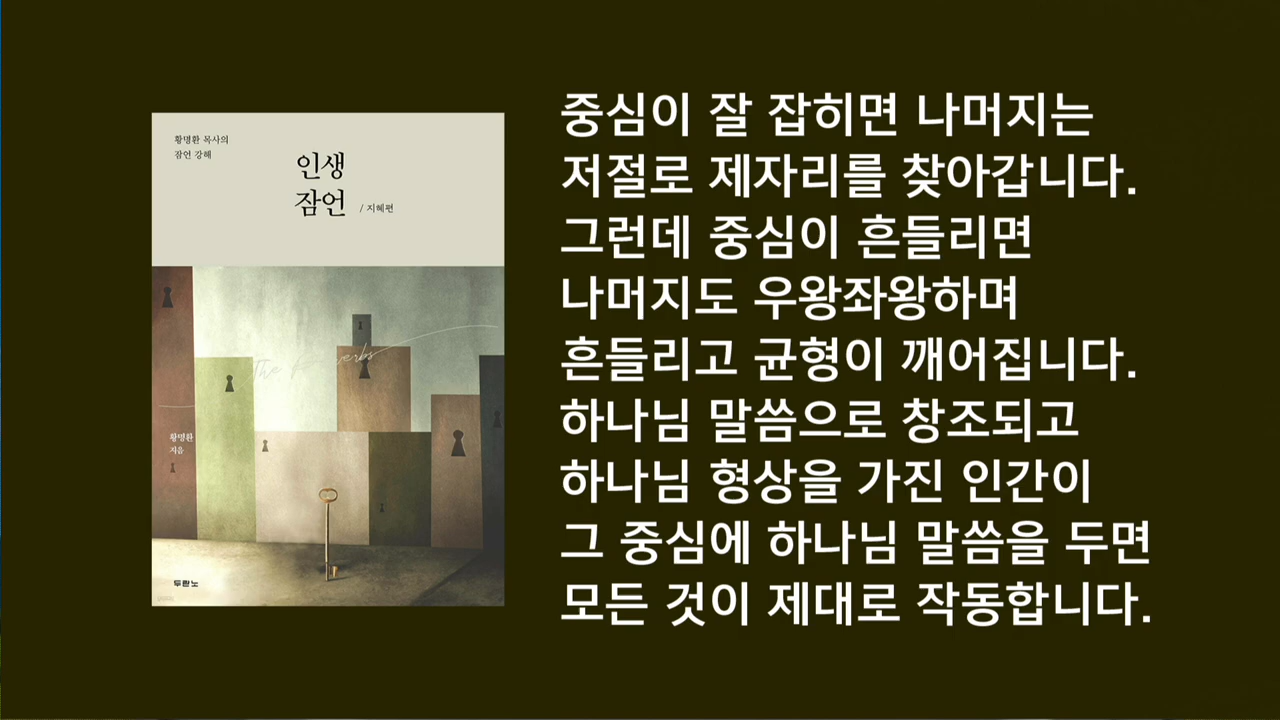 황명환 목사의
잠언 강해
인생
잠언 / 지혜편
황명환
지음
두란노
중심이 잘 잡히면 나머지는
저절로 제자리를 찾아갑니다.
그런데 중심이 흔들리면
나머지도 우왕좌왕하며
흔들리고 균형이 깨어집니다.
하나님 말씀으로 창조되고
하나님 형상을 가진 인간이
그 중심에 하나님 말씀을 두면
모든 것이 제대로 작동합니다.